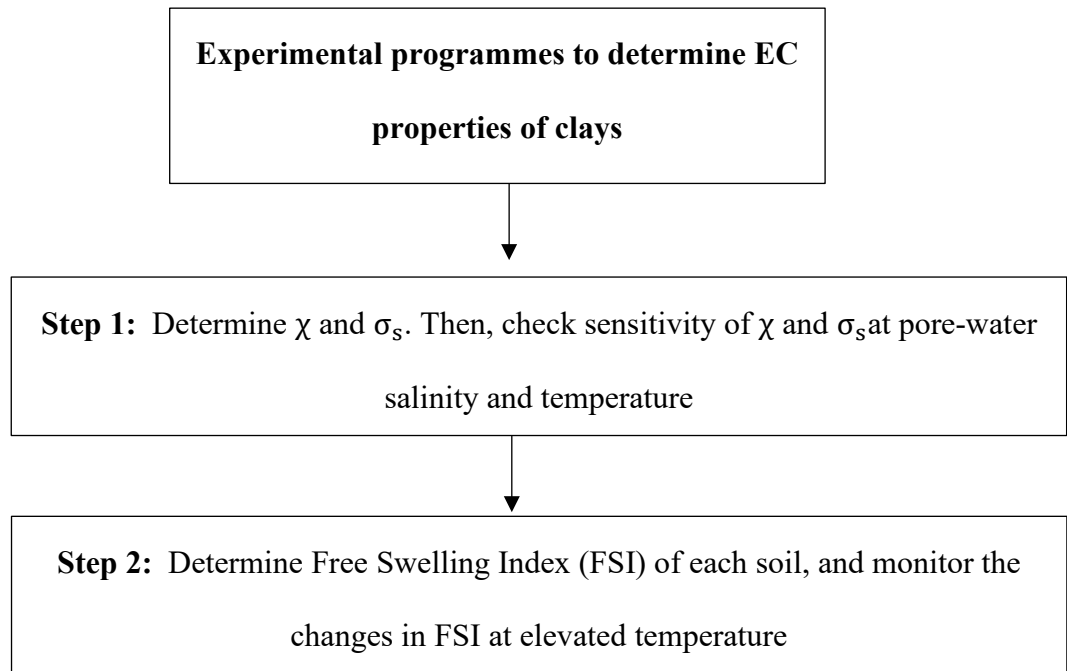 Experimental programmes to determine EC
properties of clays
Step 1:  Determine χ and σₛ. Then, check sensitivity of χ and σₛat pore-water
salinity and temperature
Step 2:  Determine Free Swelling Index (FSI) of each soil, and monitor the
changes in FSI at elevated temperature